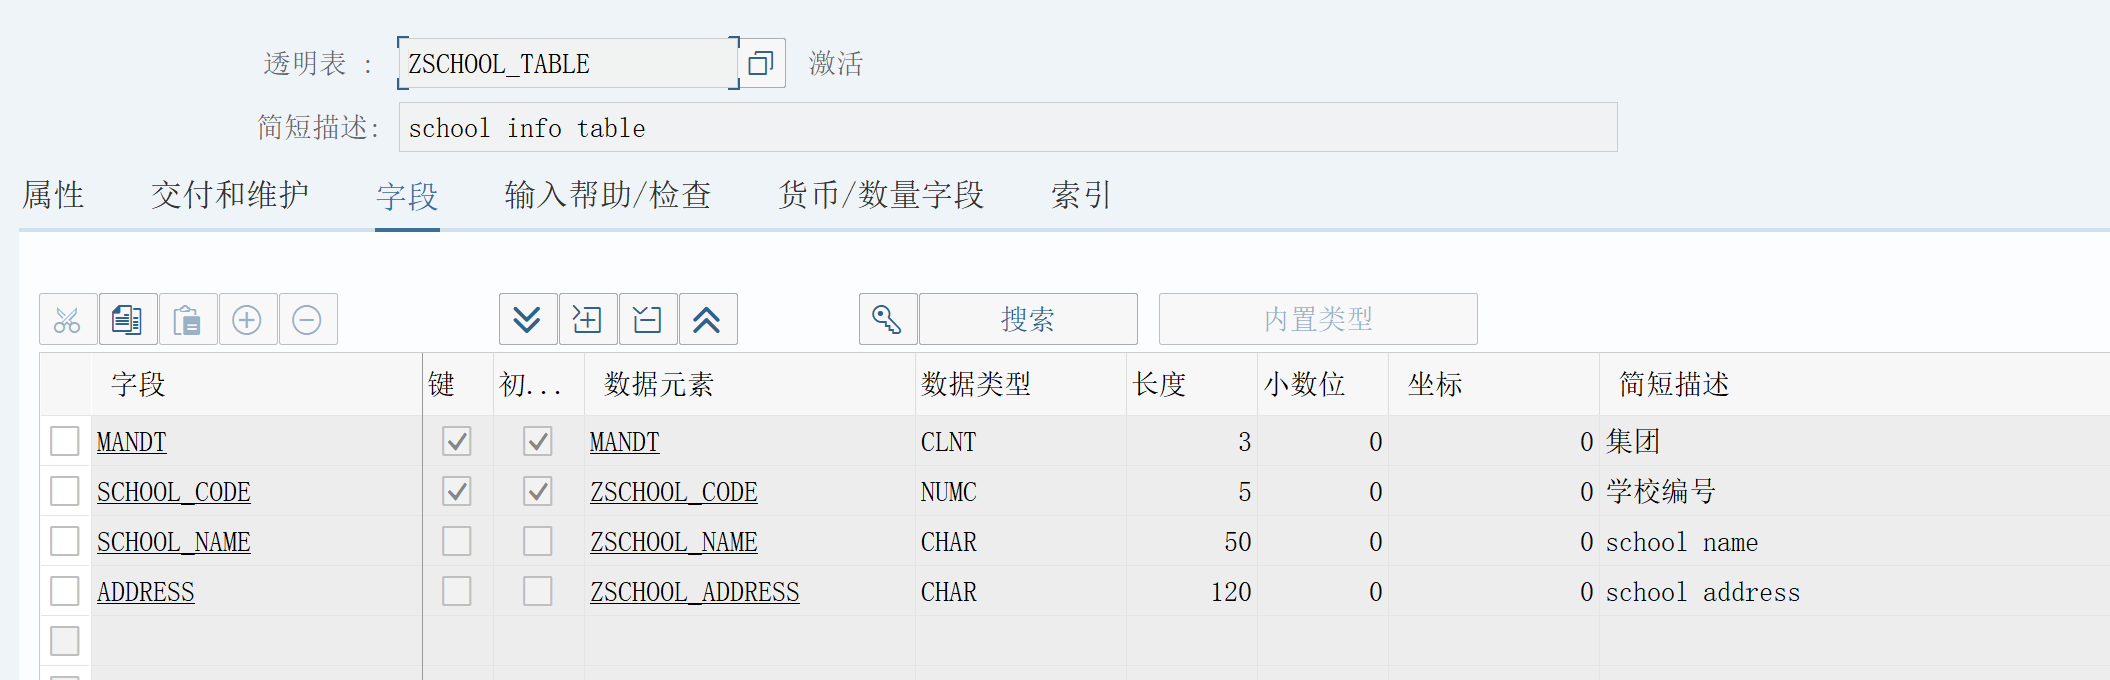 透明表 : ZSCHOOL_TABLE 激活
简短描述: school info table
属性 交付和维护 字段 输入帮助/检查 货币/数量字段 索引
搜索 内置类型
字段 键 初... 数据元素 数据类型 长度 小数位 坐标 简短描述
MANDT MANDT CLNT 3 0 0 集团
SCHOOL_CODE ZSCHOOL_CODE NUMC 5 0 0 学校编号
SCHOOL_NAME ZSCHOOL_NAME CHAR 50 0 0 school name
ADDRESS ZSCHOOL_ADDRESS CHAR 120 0 0 school address